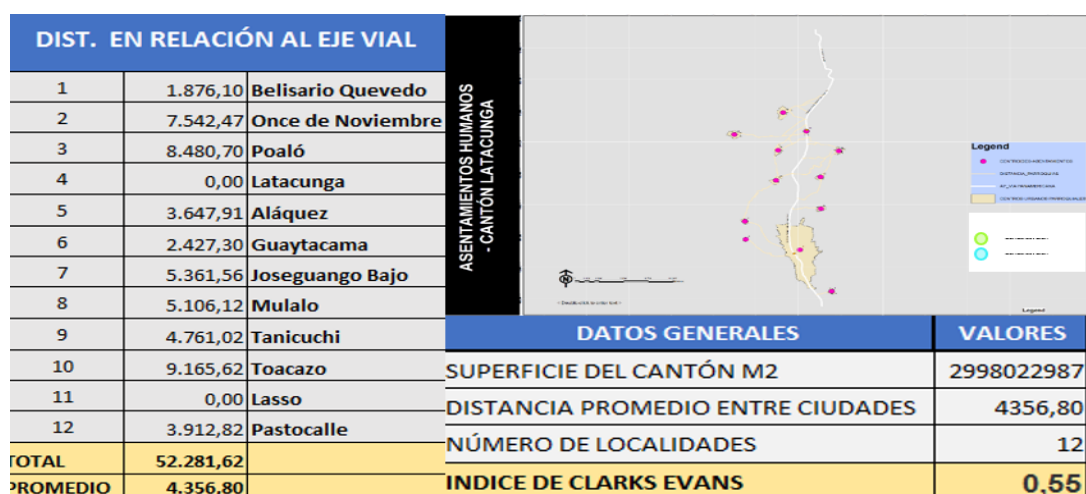 DIST. EN RELACIÓN AL EJE VIAL
1 1.876,10 Belisario Quevedo
2 7.542,47 Once de Noviembre
3 8.480,70 Poaló
4 0,00 Latacunga
5 3.647,91 Aláquez
6 2.427,30 Guaytacama
7 5.361,56 Joseguango Bajo
8 5.106,12 Mulalo
9 4.761,02 Tanicuchi
10 9.165,62 Toacazo
11 0,00 Lasso
12 3.912,82 Pastocalle
TOTAL 52.281,62
PROMEDIO 4.356,80
ASENTAMIENTOS HUMANOS
- CANTÓN LATACUNGA
N
Legend
Legend
DATOS GENERALES VALORES
SUPERFICIE DEL CANTÓN M2 2998022987
DISTANCIA PROMEDIO ENTRE CIUDADES 4356,80
NÚMERO DE LOCALIDADES 12
INDICE DE CLARKS EVANS 0,55